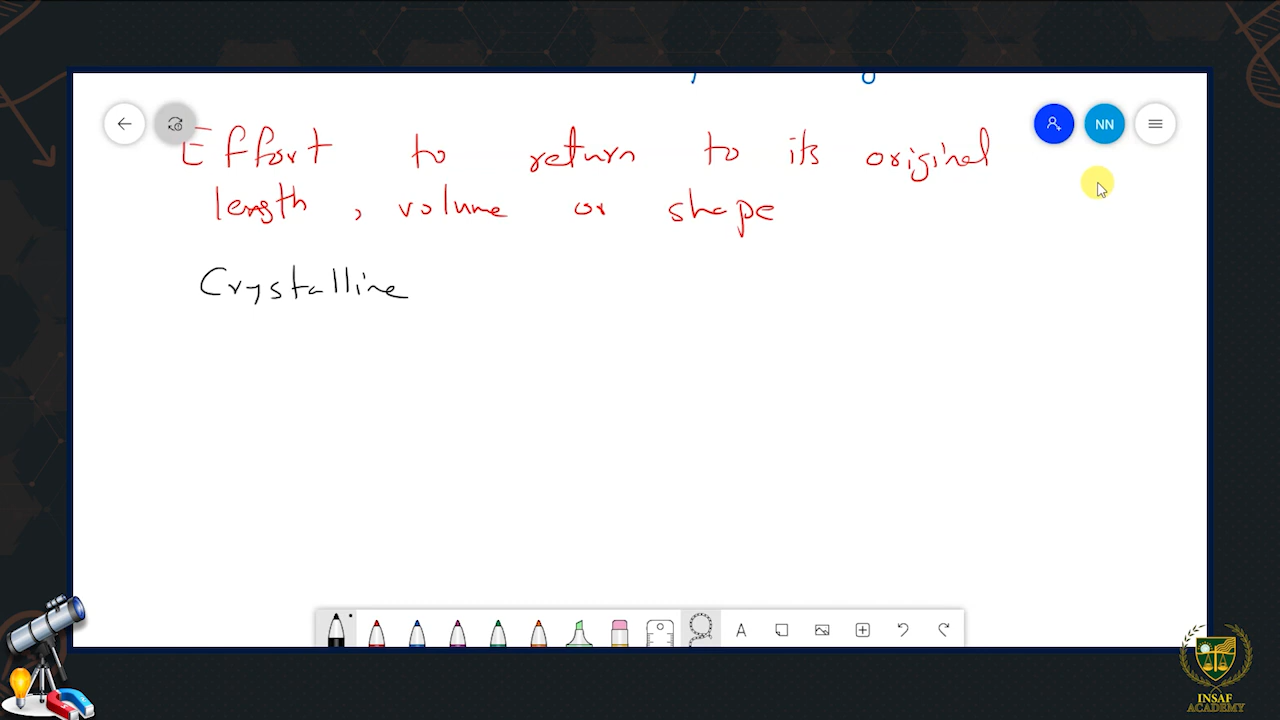 Effort to return to its original
length, volume or shape
Crystalline
NN
A
INSAF
ACADEMY